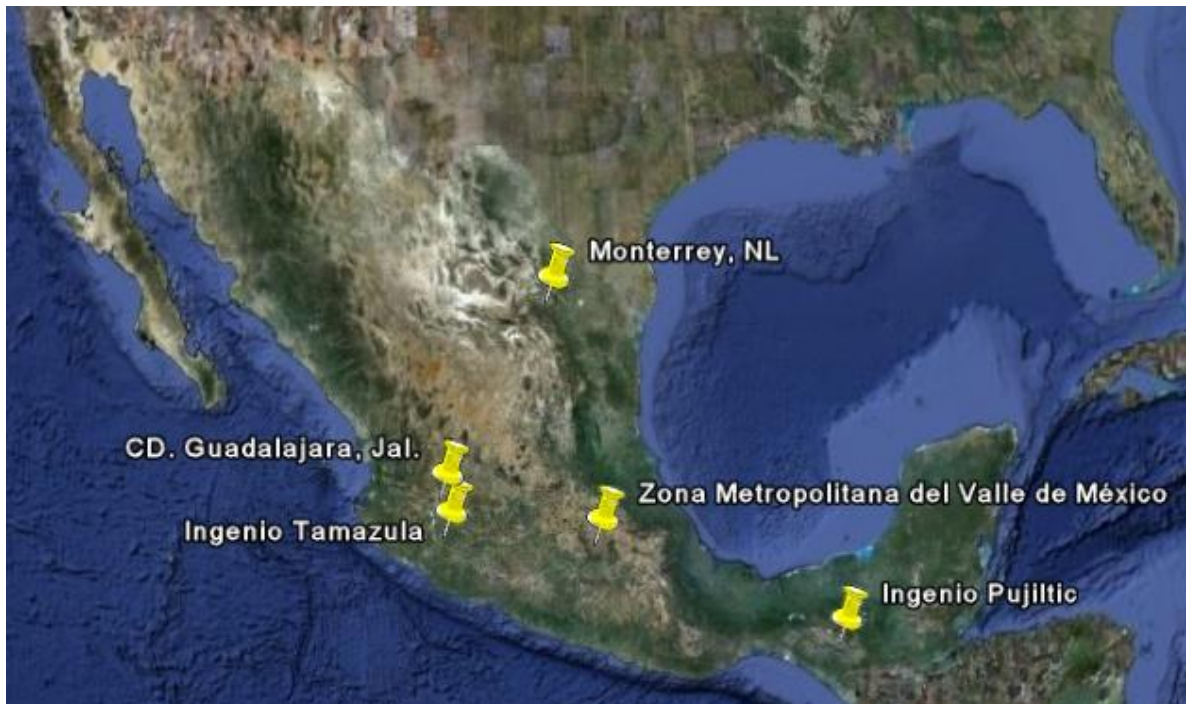 Monterrey, NL
CD. Guadalajara, Jal.
Zona Metropolitana del Valle de México
Ingenio Tamazula
Ingenio Pujiltic